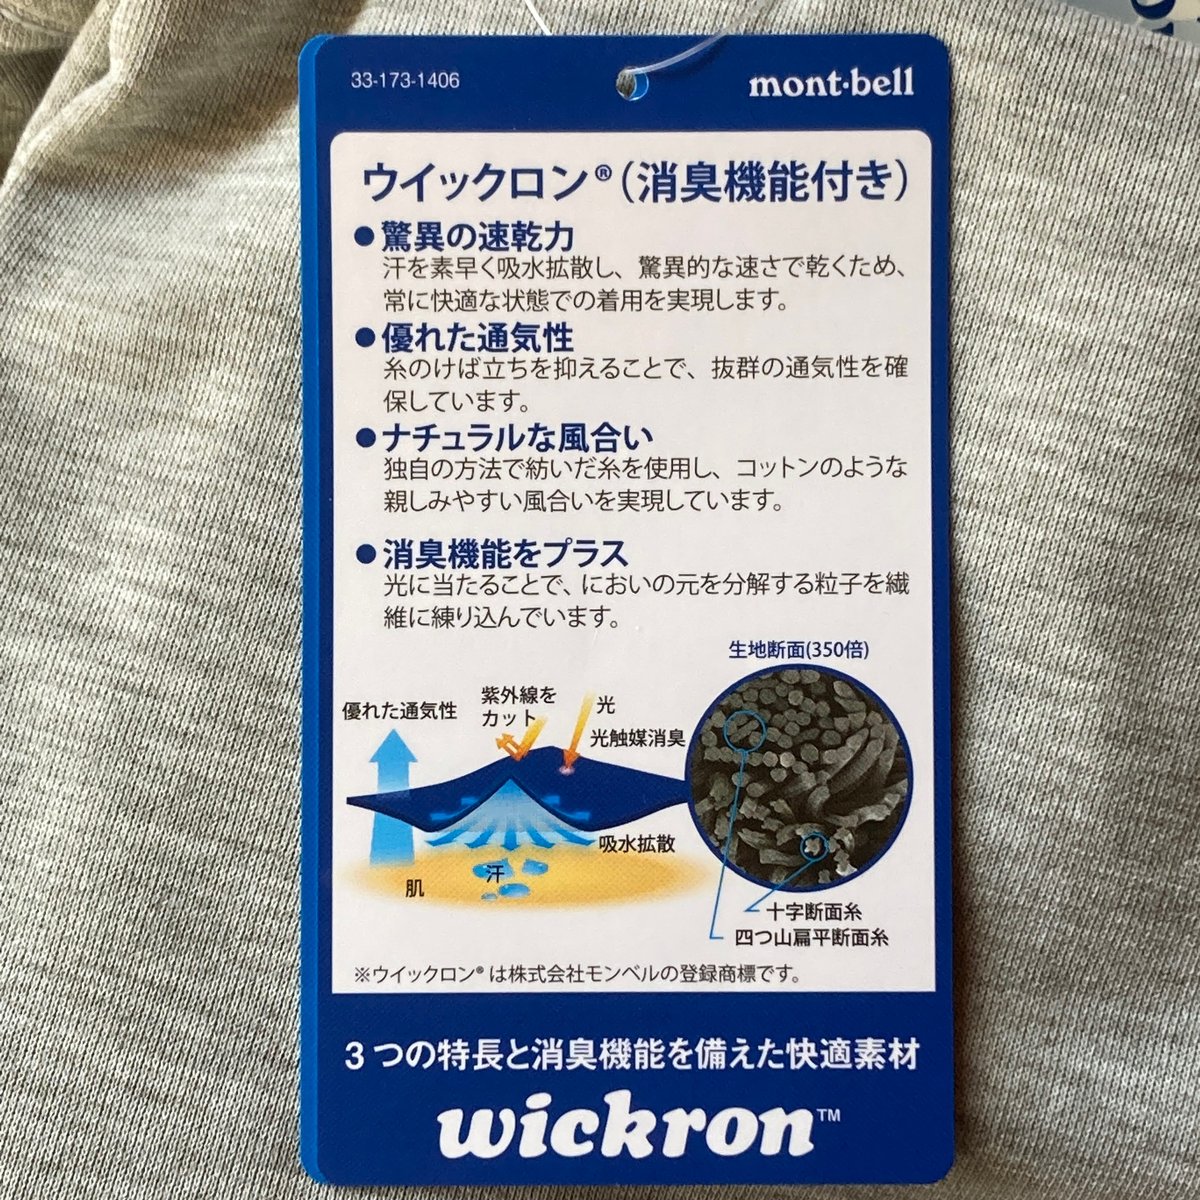 33-173-1406
mont·bell
ウイックロン®(消臭機能付き)
●驚異の速乾力
汗を素早く吸水拡散し、驚異的な速さで乾くため、
常に快適な状態での着用を実現します。
●優れた通気性
糸のけば立ちを抑えることで、抜群の通気性を確
保しています。
●ナチュラルな風合い
独自の方法で紡いだ糸を使用し、コットンのような
親しみやすい風合いを実現しています。
●消臭機能をプラス
光に当たることで、においの元を分解する粒子を繊
維に練り込んでいます。
生地断面(350倍)
優れた通気性
紫外線を
カット
光
光触媒消臭
吸水拡散
汗
肌
十字断面糸
四つ山扁平断面糸
※ウイックロン®は株式会社モンベルの登録商標です。
3つの特長と消臭機能を備えた快適素材
wickron™